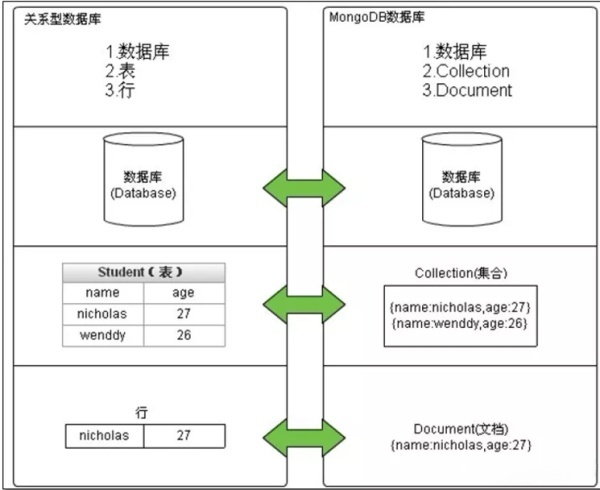 关系型数据库
1.数据库
2.表
3.行
MongoDB数据库
1.数据库
2.Collection
3.Document
数据库
(Database)
数据库
(Database)
Student（表）
name age
nicholas 27
wenddy 26
Collection(集合)
{name:nicholas,age:27}
{name:wenddy,age:26}
行
nicholas 27
Document(文档)
{name:nicholas,age:27}